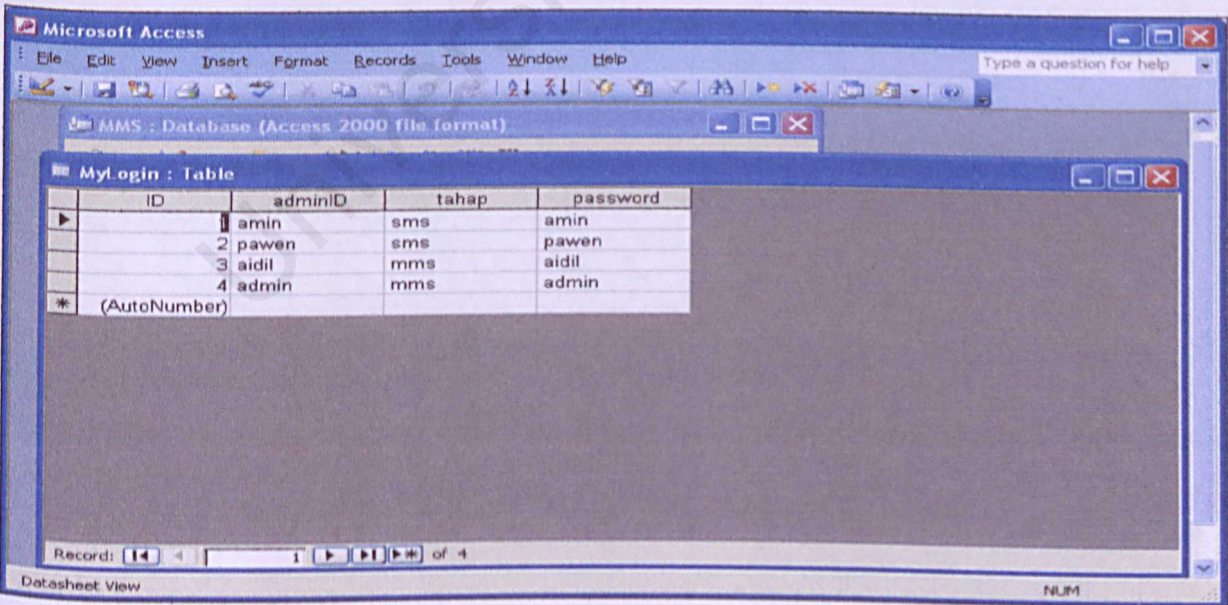 Microsoft Access
File Edit View Insert Format Records Tools Window Help
Type a question for help
MMS : Database (Access 2000 file format)
MyLogin : Table
ID adminID tahap password
1 amin sms amin
2 pawen sms pawen
3 aidil mms aidil
4 admin mms admin
(AutoNumber)
Record: 1 of 4
Datasheet View
NUM